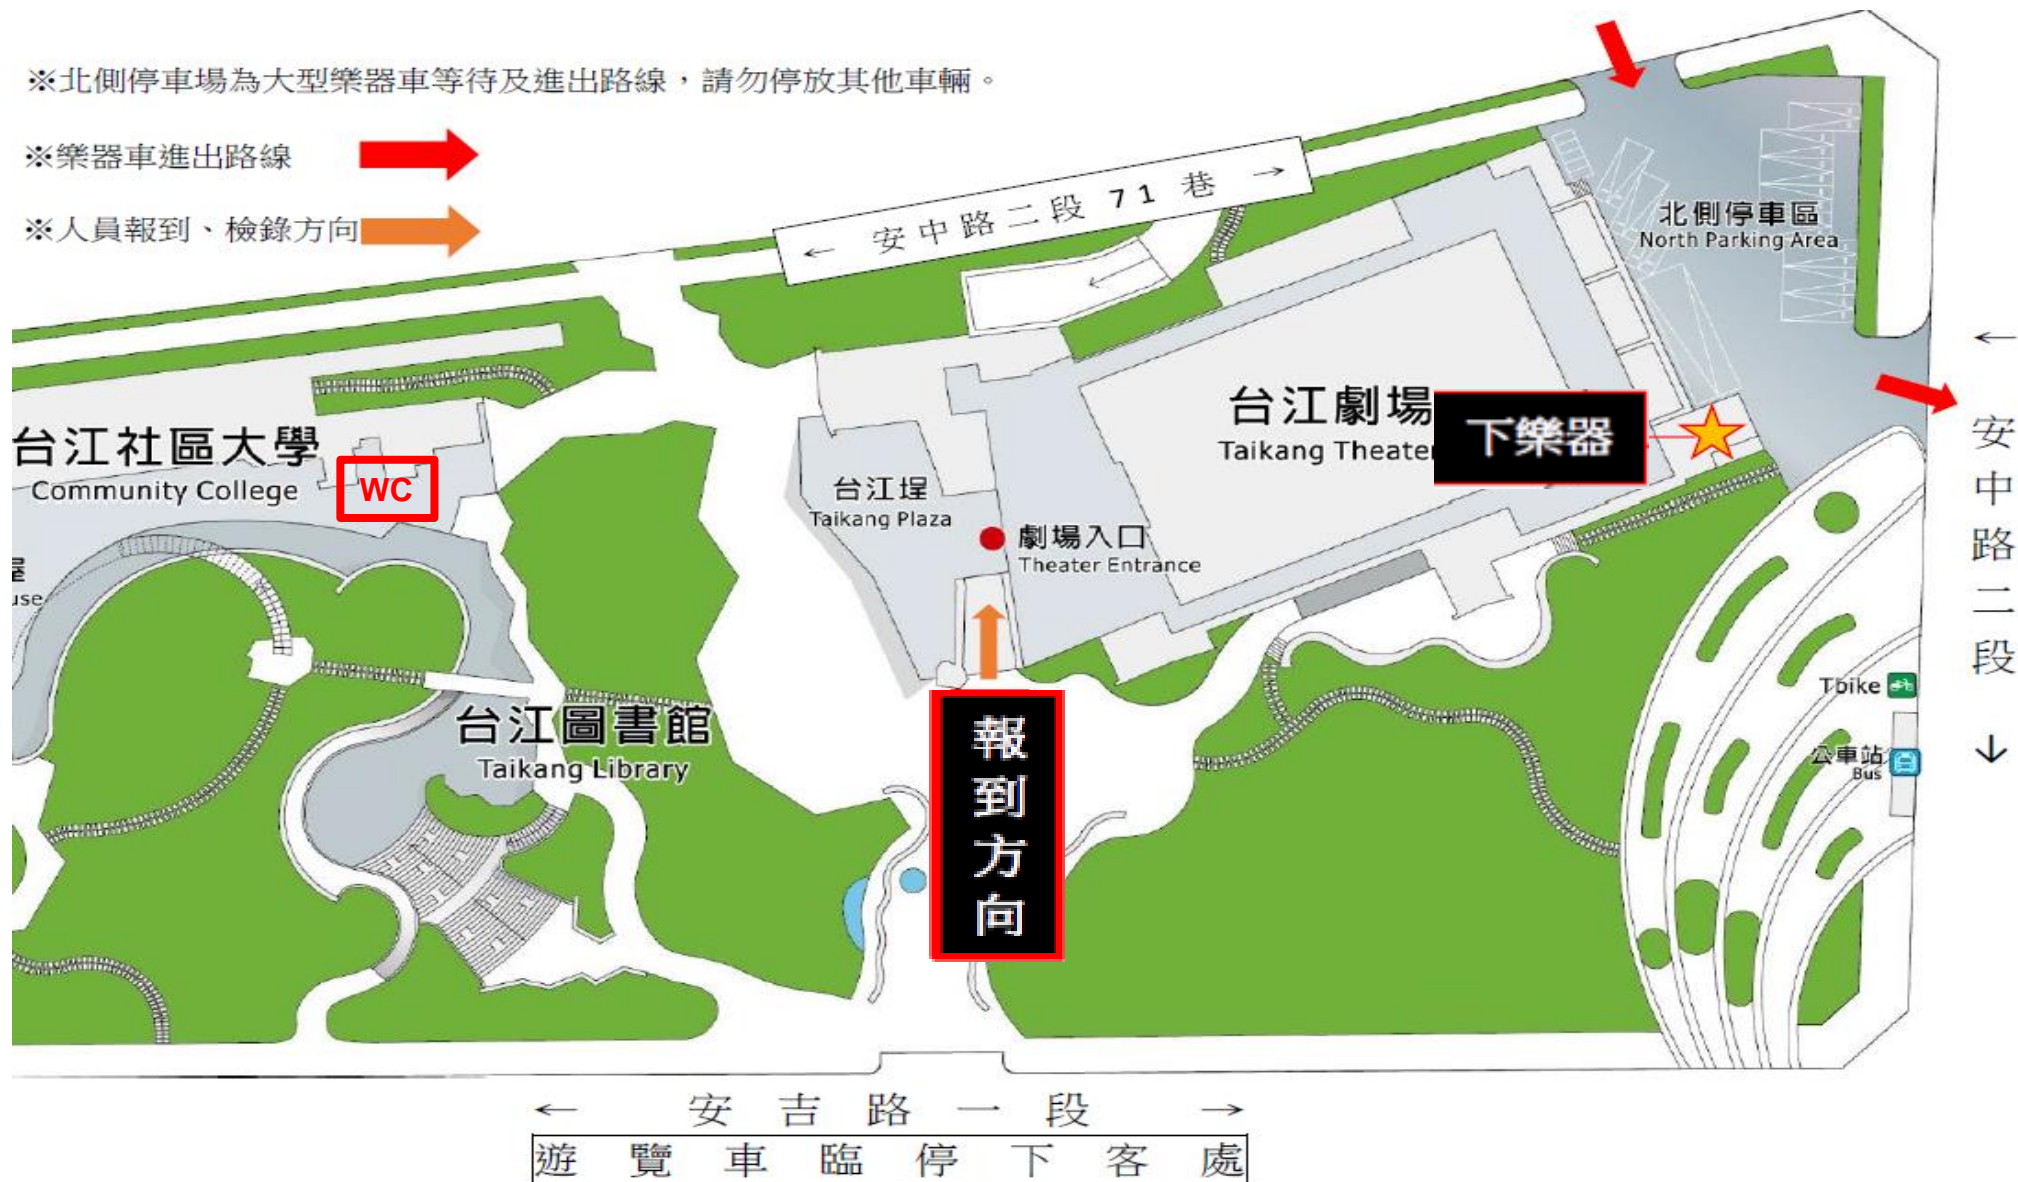 ※北側停車場為大型樂器車等待及進出路線，請勿停放其他車輛。
※樂器車進出路線
※人員報到、檢錄方向
← 安中路二段 71 巷 →
北側停車區
North Parking Area
台江劇場
Taikang Theater
下樂器
台江社區大學
Community College
WC
台江埕
Taikang Plaza
劇場入口
Theater Entrance
← 安中路二段 ↓
屋
use
台江圖書館
Taikang Library
報到方向
Tbike
公車站
Bus
← 安吉路一段 →
遊覽車臨停下客處